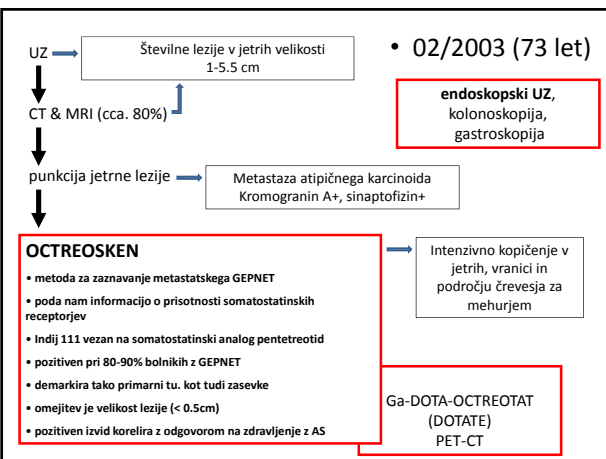 UZ
Številne lezije v jetrih velikosti
1-5.5 cm
• 02/2003 (73 let)
endoskopski UZ,
kolonoskopija,
gastroskopija
CT & MRI (cca. 80%)
punkcija jetrne lezije
Metastaza atipičnega karcinoida
Kromogranin A+, sinaptofizin+
OCTREOSKEN
• metoda za zaznavanje metastatskega GEPNET
• poda nam informacijo o prisotnosti somatostatinskih
receptorjev
• Indij 111 vezan na somatostatinski analog pentetreotid
• pozitiven pri 80-90% bolnikih z GEPNET
• demarkira tako primarni tu. kot tudi zasevke
• omejitev je velikost lezije (< 0.5cm)
• pozitiven izvid korelira z odgovorom na zdravljenje z AS
Intenzivno kopičenje v
jetrih, vranici in
področju črevesja za
mehurjem
Ga-DOTA-OCTREOTAT
(DOTATE)
PET-CT